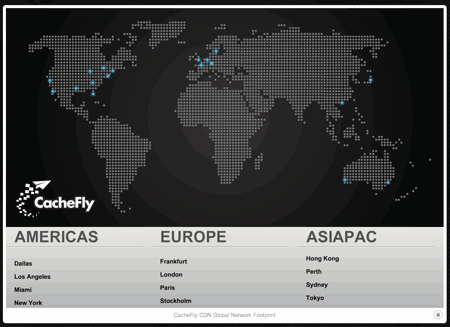 CacheFly
AMERICAS
Dallas
Los Angeles
Miami
New York
EUROPE
Frankfurt
London
Paris
Stockholm
ASIAPAC
Hong Kong
Perth
Sydney
Tokyo
CacheFly CDN Global Network Footprint
X